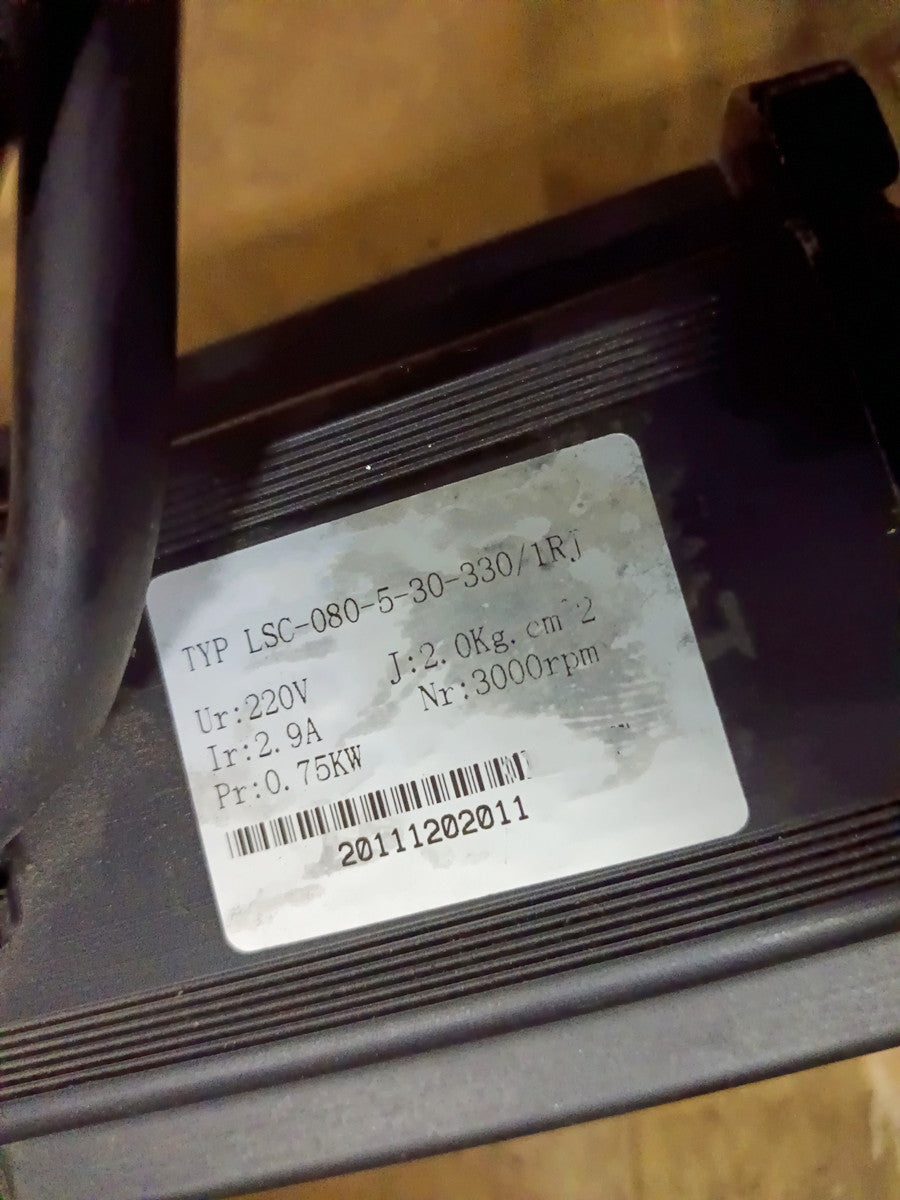 TYP LSC-080-5-30-330/1RJ
Ur:220V J:2.0Kg.cm^2
Ir:2.9A Nr:3000rpm
Pr:0.75KW
20111202011